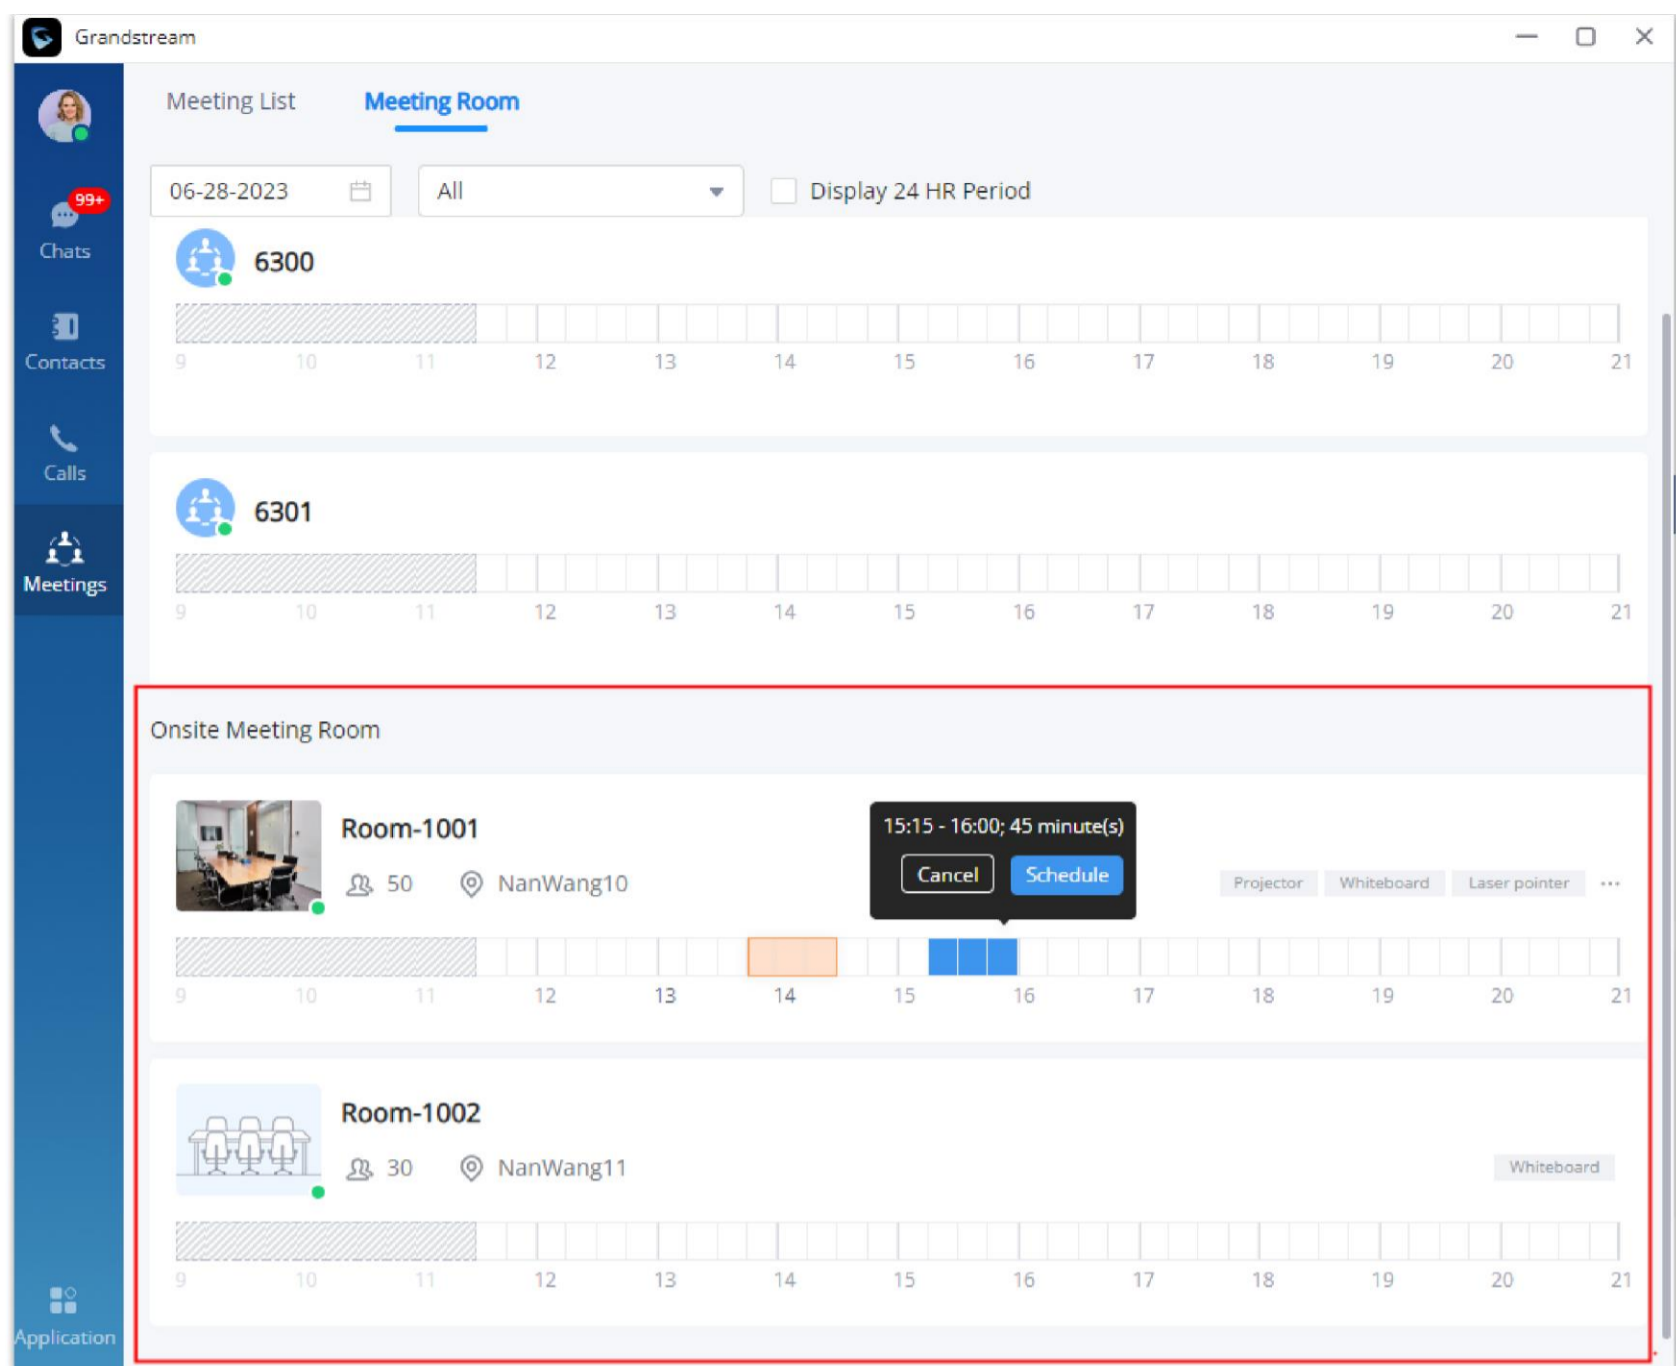 Grandstream
Meeting List Meeting Room
06-28-2023 All Display 24 HR Period
99+
Chats
Contacts
Calls
Meetings
Application
6300
9 10 11 12 13 14 15 16 17 18 19 20 21
6301
9 10 11 12 13 14 15 16 17 18 19 20 21
Onsite Meeting Room
Room-1001
50 NanWang10
15:15 - 16:00; 45 minute(s)
Cancel Schedule
Projector Whiteboard Laser pointer ...
9 10 11 12 13 14 15 16 17 18 19 20 21
Room-1002
30 NanWang11
Whiteboard
9 10 11 12 13 14 15 16 17 18 19 20 21